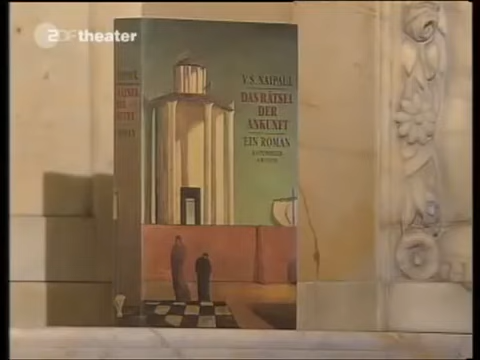 ZDFtheater
V. S. NAIPAUL
DAS RÄTSEL
DER
ANKUNFT
EIN ROMAN